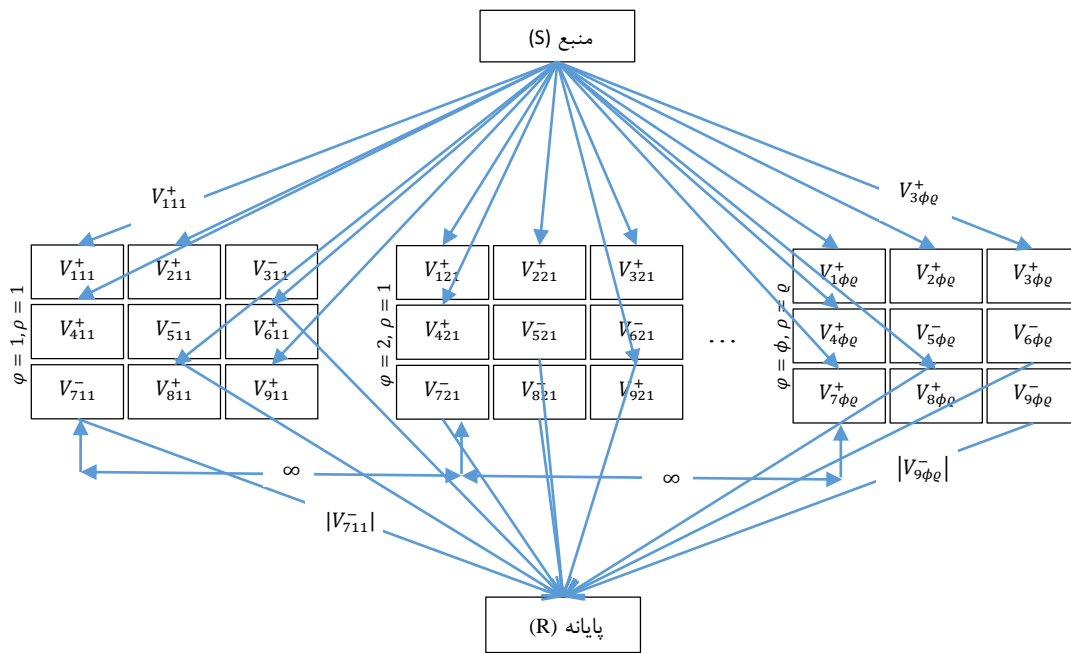 منبع (S)
V⁺₁₁₁
V⁺₃ϕϱ
φ = 1, ρ = 1
V⁺₁₁₁ V⁺₂₁₁ V⁻₃₁₁
V⁺₄₁₁ V⁻₅₁₁ V⁺₆₁₁
V⁻₇₁₁ V⁺₈₁₁ V⁺₉₁₁
φ = 2, ρ = 1
V⁺₁₂₁ V⁺₂₂₁ V⁺₃₂₁
V⁺₄₂₁ V⁻₅₂₁ V⁻₆₂₁
V⁻₇₂₁ V⁻₈₂₁ V⁺₉₂₁
...
φ = ϕ, ρ = ϱ
V⁺₁ϕϱ V⁺₂ϕϱ V⁺₃ϕϱ
V⁺₄ϕϱ V⁻₅ϕϱ V⁻₆ϕϱ
V⁺₇ϕϱ V⁺₈ϕϱ V⁻₉ϕϱ
∞
∞
|V⁻₉ϕϱ|
|V⁻₇₁₁|
پایانه (R)